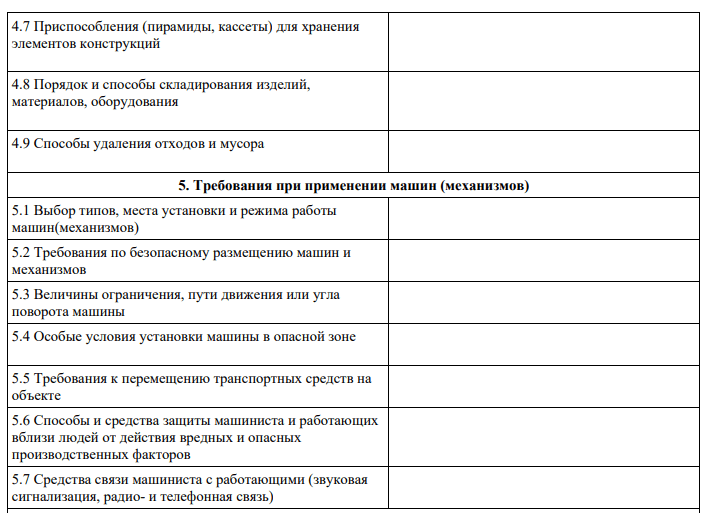 4.7 Приспособления (пирамиды, кассеты) для хранения
элементов конструкций
4.8 Порядок и способы складирования изделий,
материалов, оборудования
4.9 Способы удаления отходов и мусора
5. Требования при применении машин (механизмов)
5.1 Выбор типов, места установки и режима работы
машин(механизмов)
5.2 Требования по безопасному размещению машин и
механизмов
5.3 Величины ограничения, пути движения или угла
поворота машины
5.4 Особые условия установки машины в опасной зоне
5.5 Требования к перемещению транспортных средств на
объекте
5.6 Способы и средства защиты машиниста и работающих
вблизи людей от действия вредных и опасных
производственных факторов
5.7 Средства связи машиниста с работающими (звуковая
сигнализация, радио- и телефонная связь)